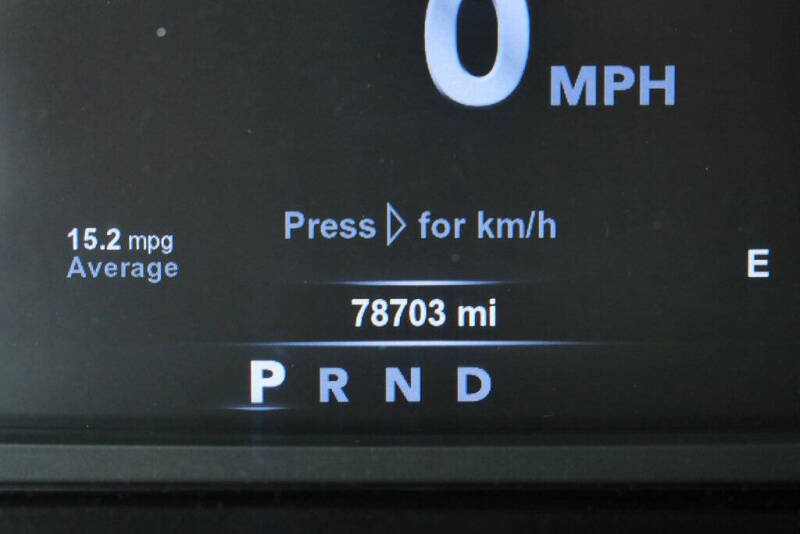 0 MPH
Press ▷ for km/h
15.2 mpg
Average
E
78703 mi
P R N D